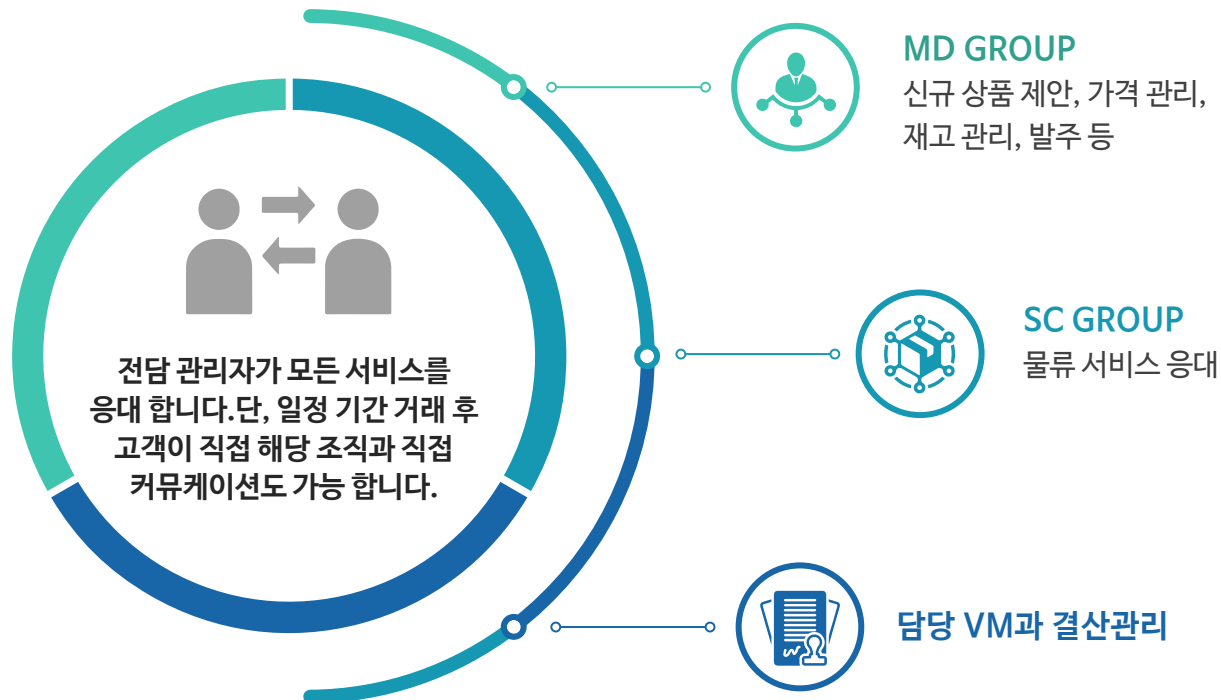 전담 관리자가 모든 서비스를
응대 합니다.단, 일정 기간 거래 후
고객이 직접 해당 조직과 직접
커뮤케이션도 가능 합니다.
MD GROUP
신규 상품 제안, 가격 관리,
재고 관리, 발주 등
SC GROUP
물류 서비스 응대
담당 VM과 결산관리